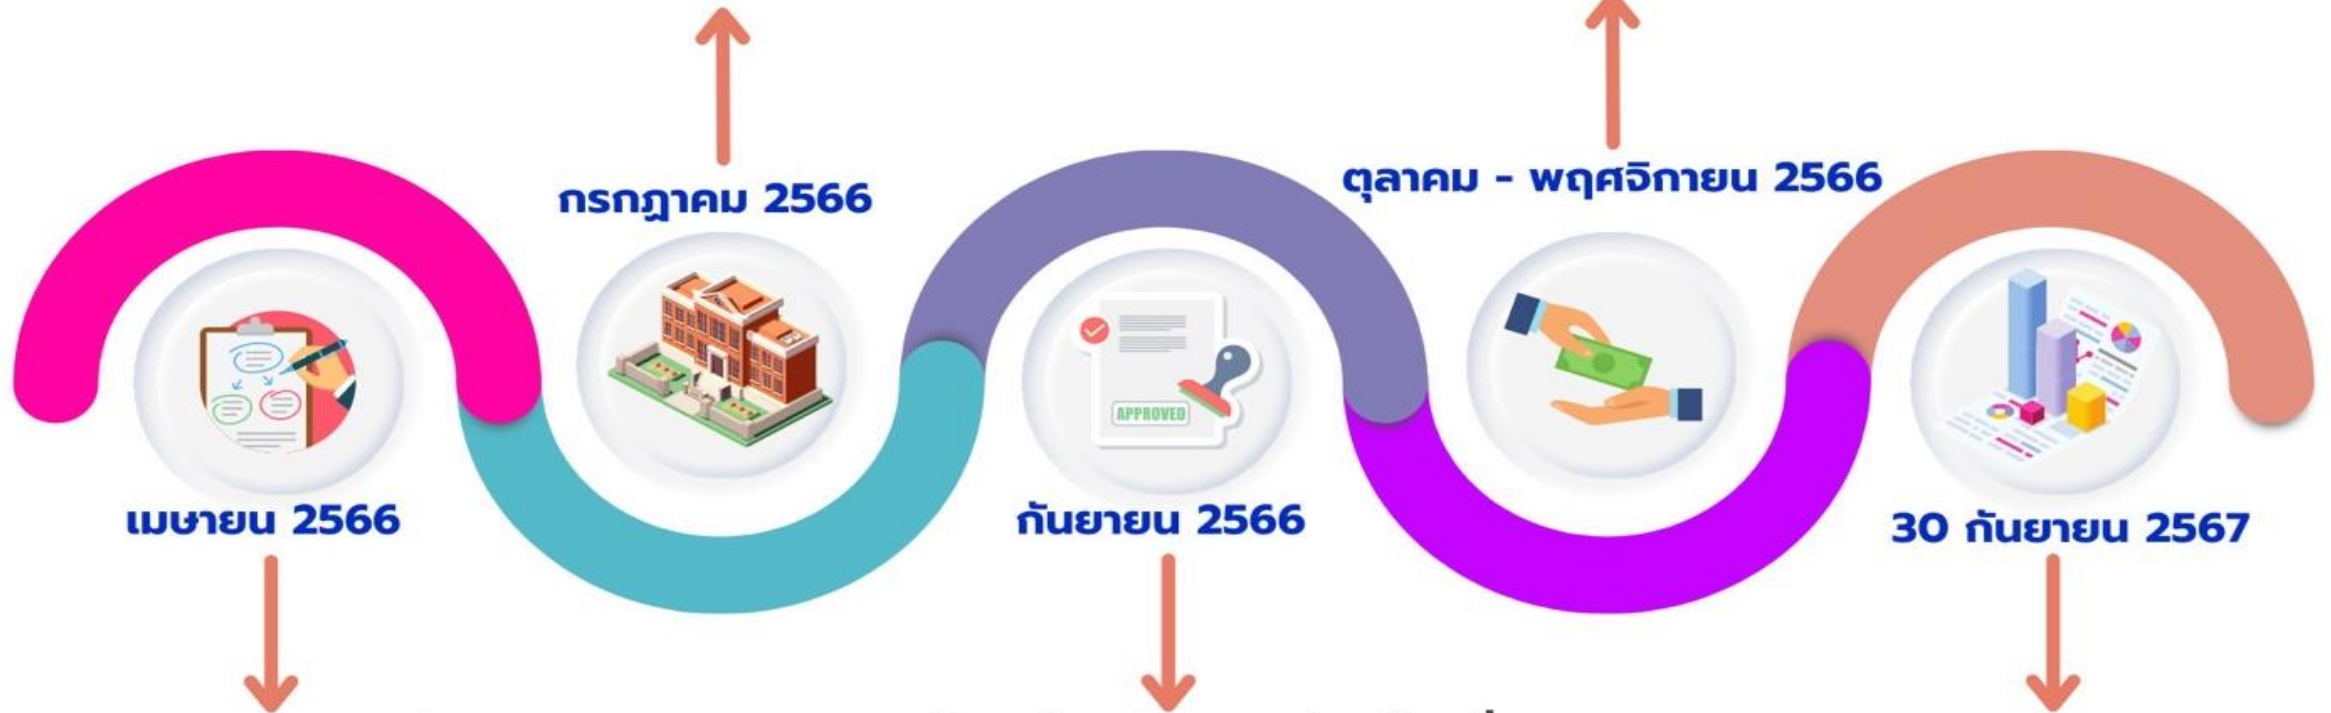 กรกฎาคม 2566
ตุลาคม - พฤศจิกายน 2566
APPROVED
เมษายน 2566
กันยายน 2566
30 กันยายน 2567